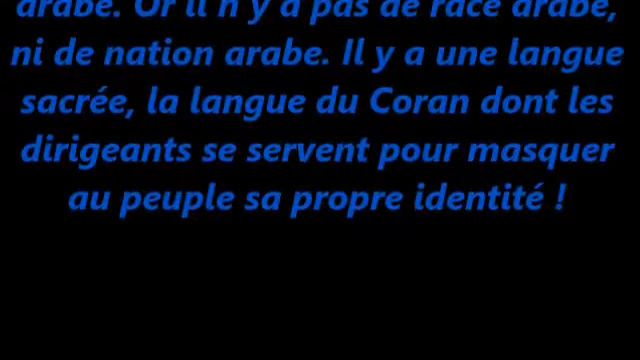 arabe. Or il n'y a pas de race arabe,
ni de nation arabe. Il y a une langue
sacrée, la langue du Coran dont les
dirigeants se servent pour masquer
au peuple sa propre identité !